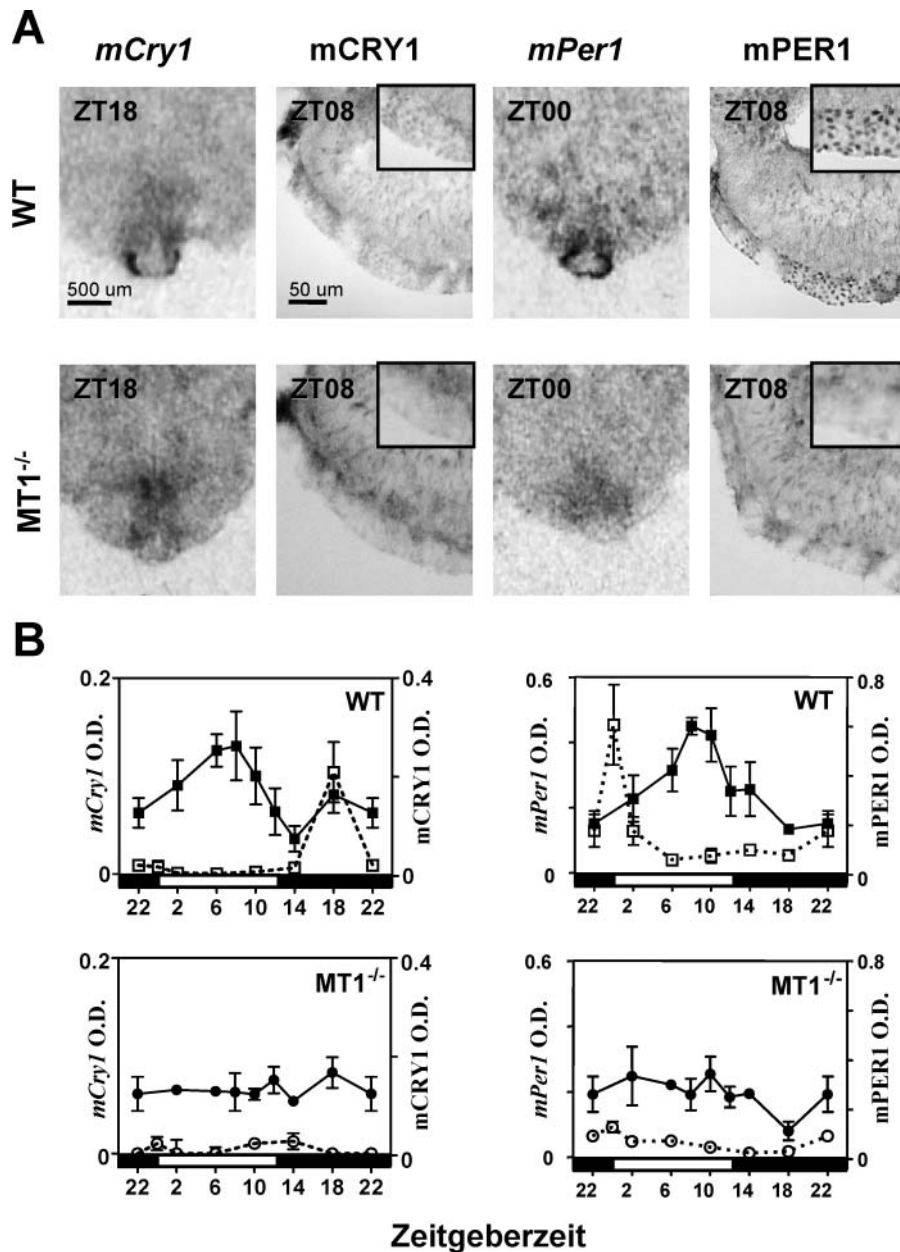 A
mCry1 mCRY1 mPer1 mPER1
WT
ZT18 ZT08 ZT00 ZT08
500 um 50 um
MT1-/-
ZT18 ZT08 ZT00 ZT08
B
0.2 0.4 WT
mCry1 O.D. mCRY1 O.D.
0 0
22 2 6 10 14 18 22
0.6 0.8 WT
mPer1 O.D. mPER1 O.D.
0 0
22 2 6 10 14 18 22
0.2 0.4 MT1-/-
mCry1 O.D. mCRY1 O.D.
0 0
22 2 6 10 14 18 22
0.6 0.8 MT1-/-
mPer1 O.D. mPER1 O.D.
0 0
22 2 6 10 14 18 22
Zeitgeberzeit